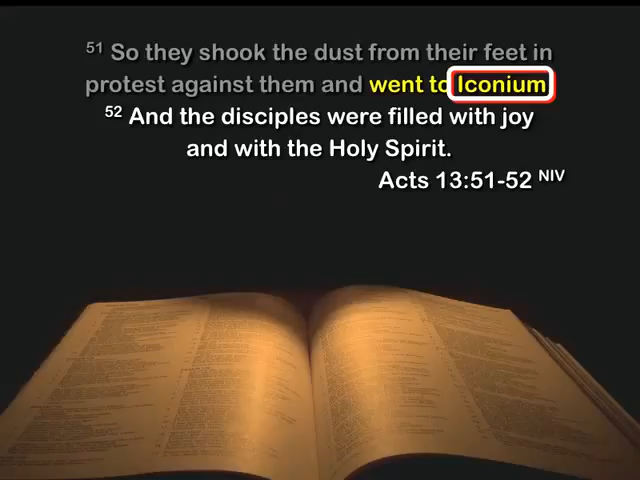 51 So they shook the dust from their feet in
protest against them and went to Iconium
52 And the disciples were filled with joy
and with the Holy Spirit.
Acts 13:51-52 NIV